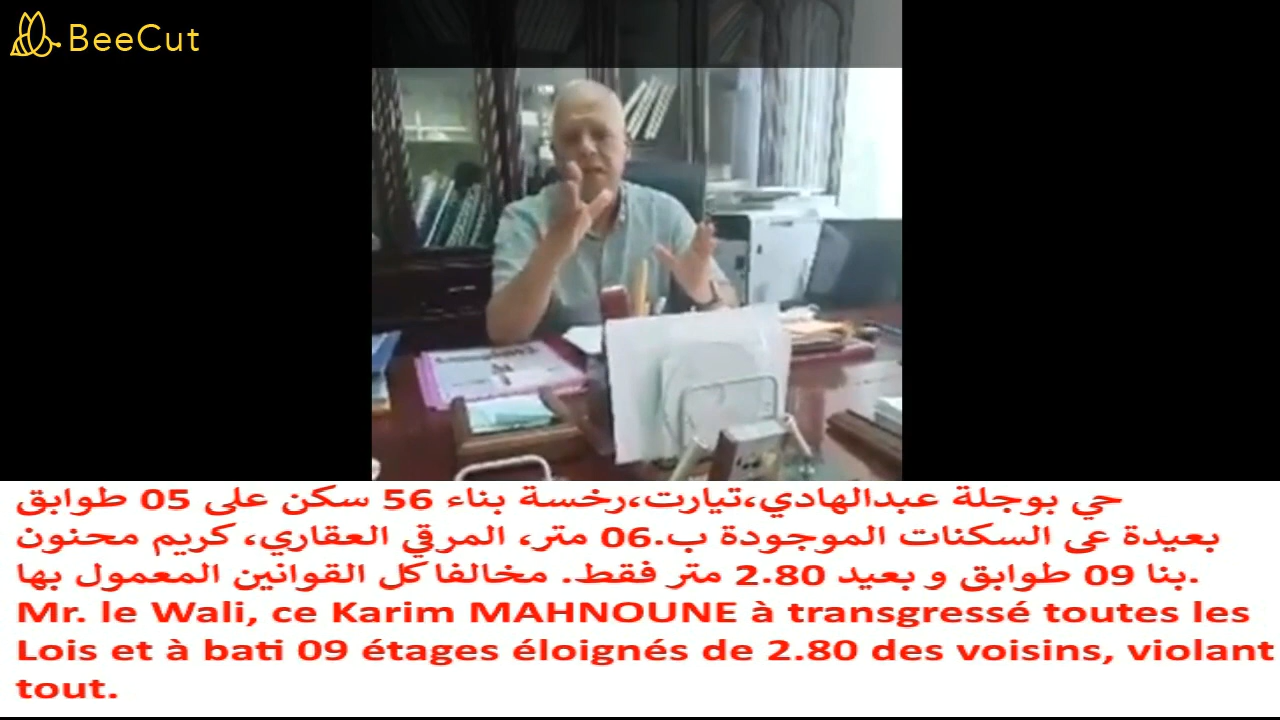 BeeCut
حي بوجلة عبدالهادي،تيارت،رخسة بناء 56 سكن على 05 طوابق
بعيدة عى السكنات الموجودة ب.06 متر، المرقي العقاري، كريم محنون
بنا 09 طوابق و بعيد 2.80 متر فقط. مخالفا كل القوانين المعمول بها.
Mr. le Wali, ce Karim MAHNOUNE à transgressé toutes les
Lois et à bati 09 étages éloignés de 2.80 des voisins, violant
tout.